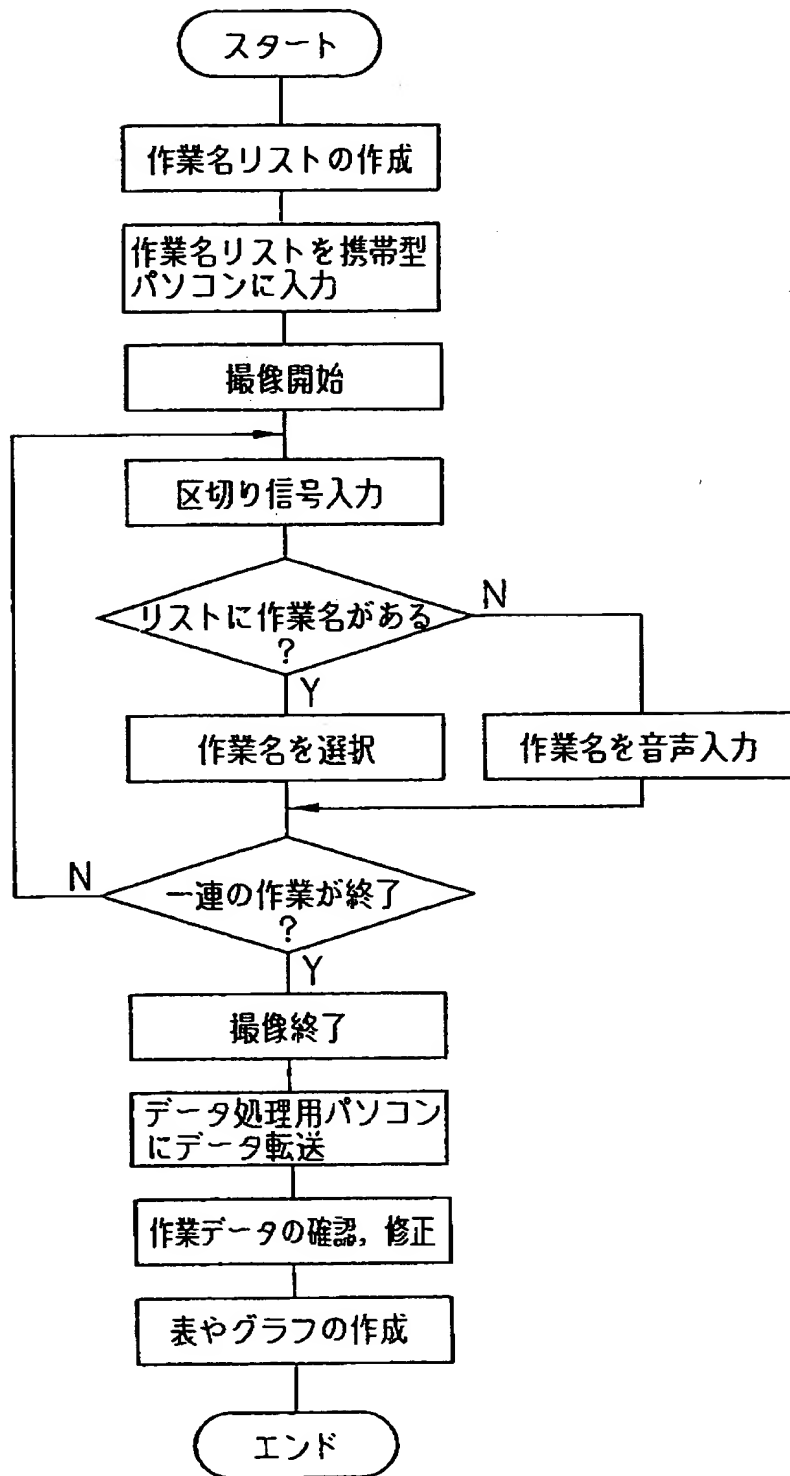 スタート
作業名リストの作成
作業名リストを携帯型
パソコンに入力
撮像開始
区切り信号入力
リストに作業名がある
?
N
Y
作業名を選択
作業名を音声入力
N
一連の作業が終了
?
Y
撮像終了
データ処理用パソコン
にデータ転送
作業データの確認，修正
表やグラフの作成
エンド